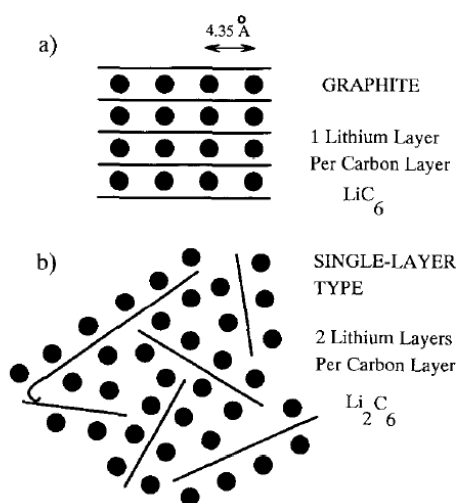 4.35 Å
a)
GRAPHITE
1 Lithium Layer
Per Carbon Layer
LiC6
b)
SINGLE-LAYER
TYPE
2 Lithium Layers
Per Carbon Layer
Li2C6